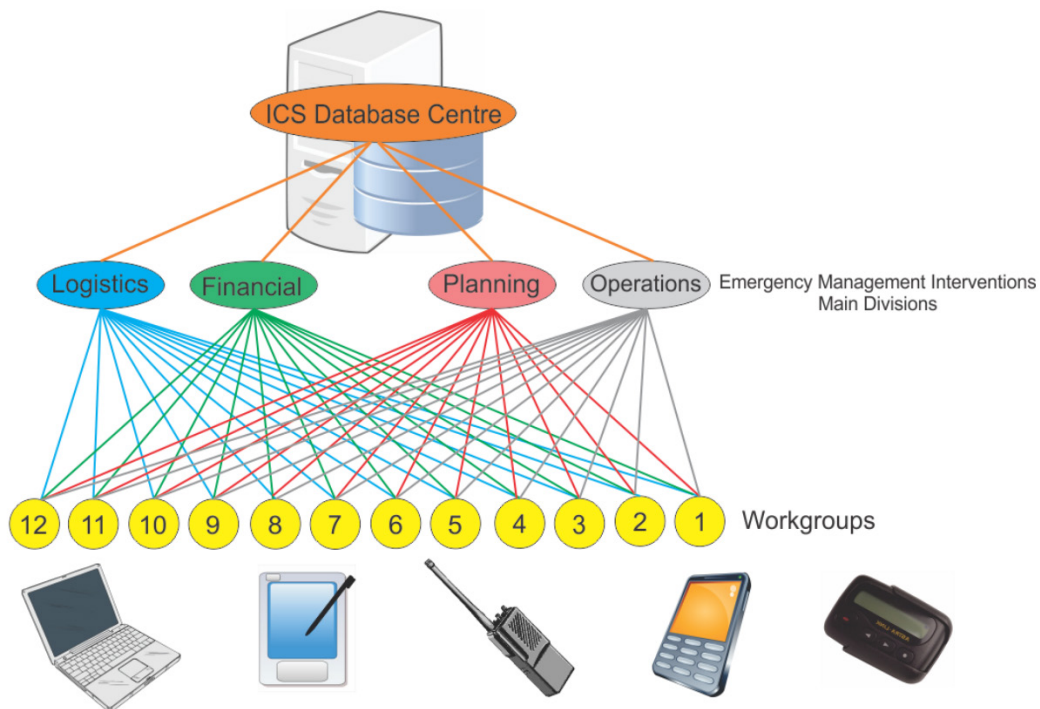 ICS Database Centre
Logistics
Financial
Planning
Operations
Emergency Management Interventions
Main Divisions
12 11 10 9 8 7 6 5 4 3 2 1
Workgroups